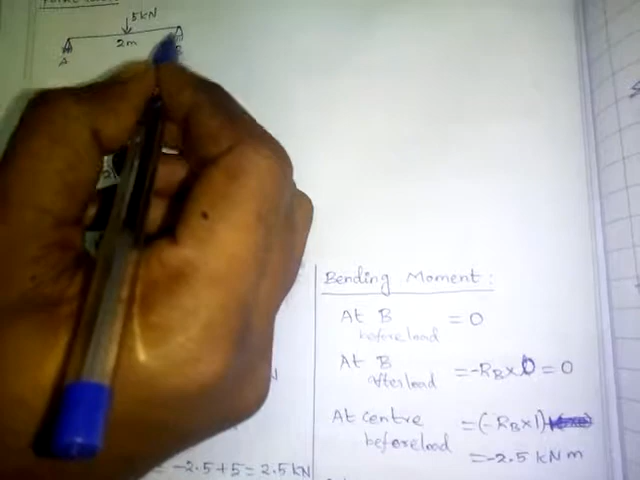 5kN
2m
A
B
Bending Moment:
At B
before load = 0
At B
after load = -RB×0 = 0
At centre
before load = (-RB×1)
= -2.5 kN m
= -2.5+5 = 2.5 kN